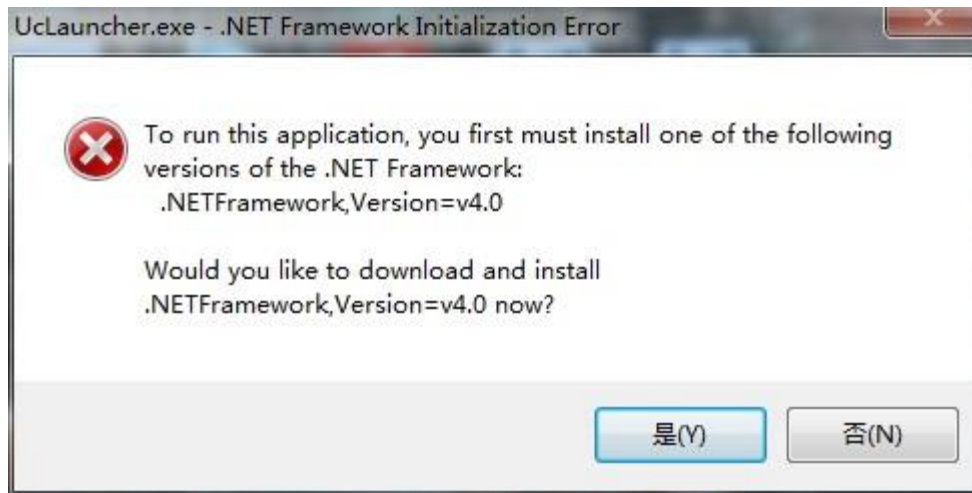 UcLauncher.exe - .NET Framework Initialization Error
To run this application, you first must install one of the following
versions of the .NET Framework:
.NETFramework,Version=v4.0
Would you like to download and install
.NETFramework,Version=v4.0 now?
是(Y)
否(N)